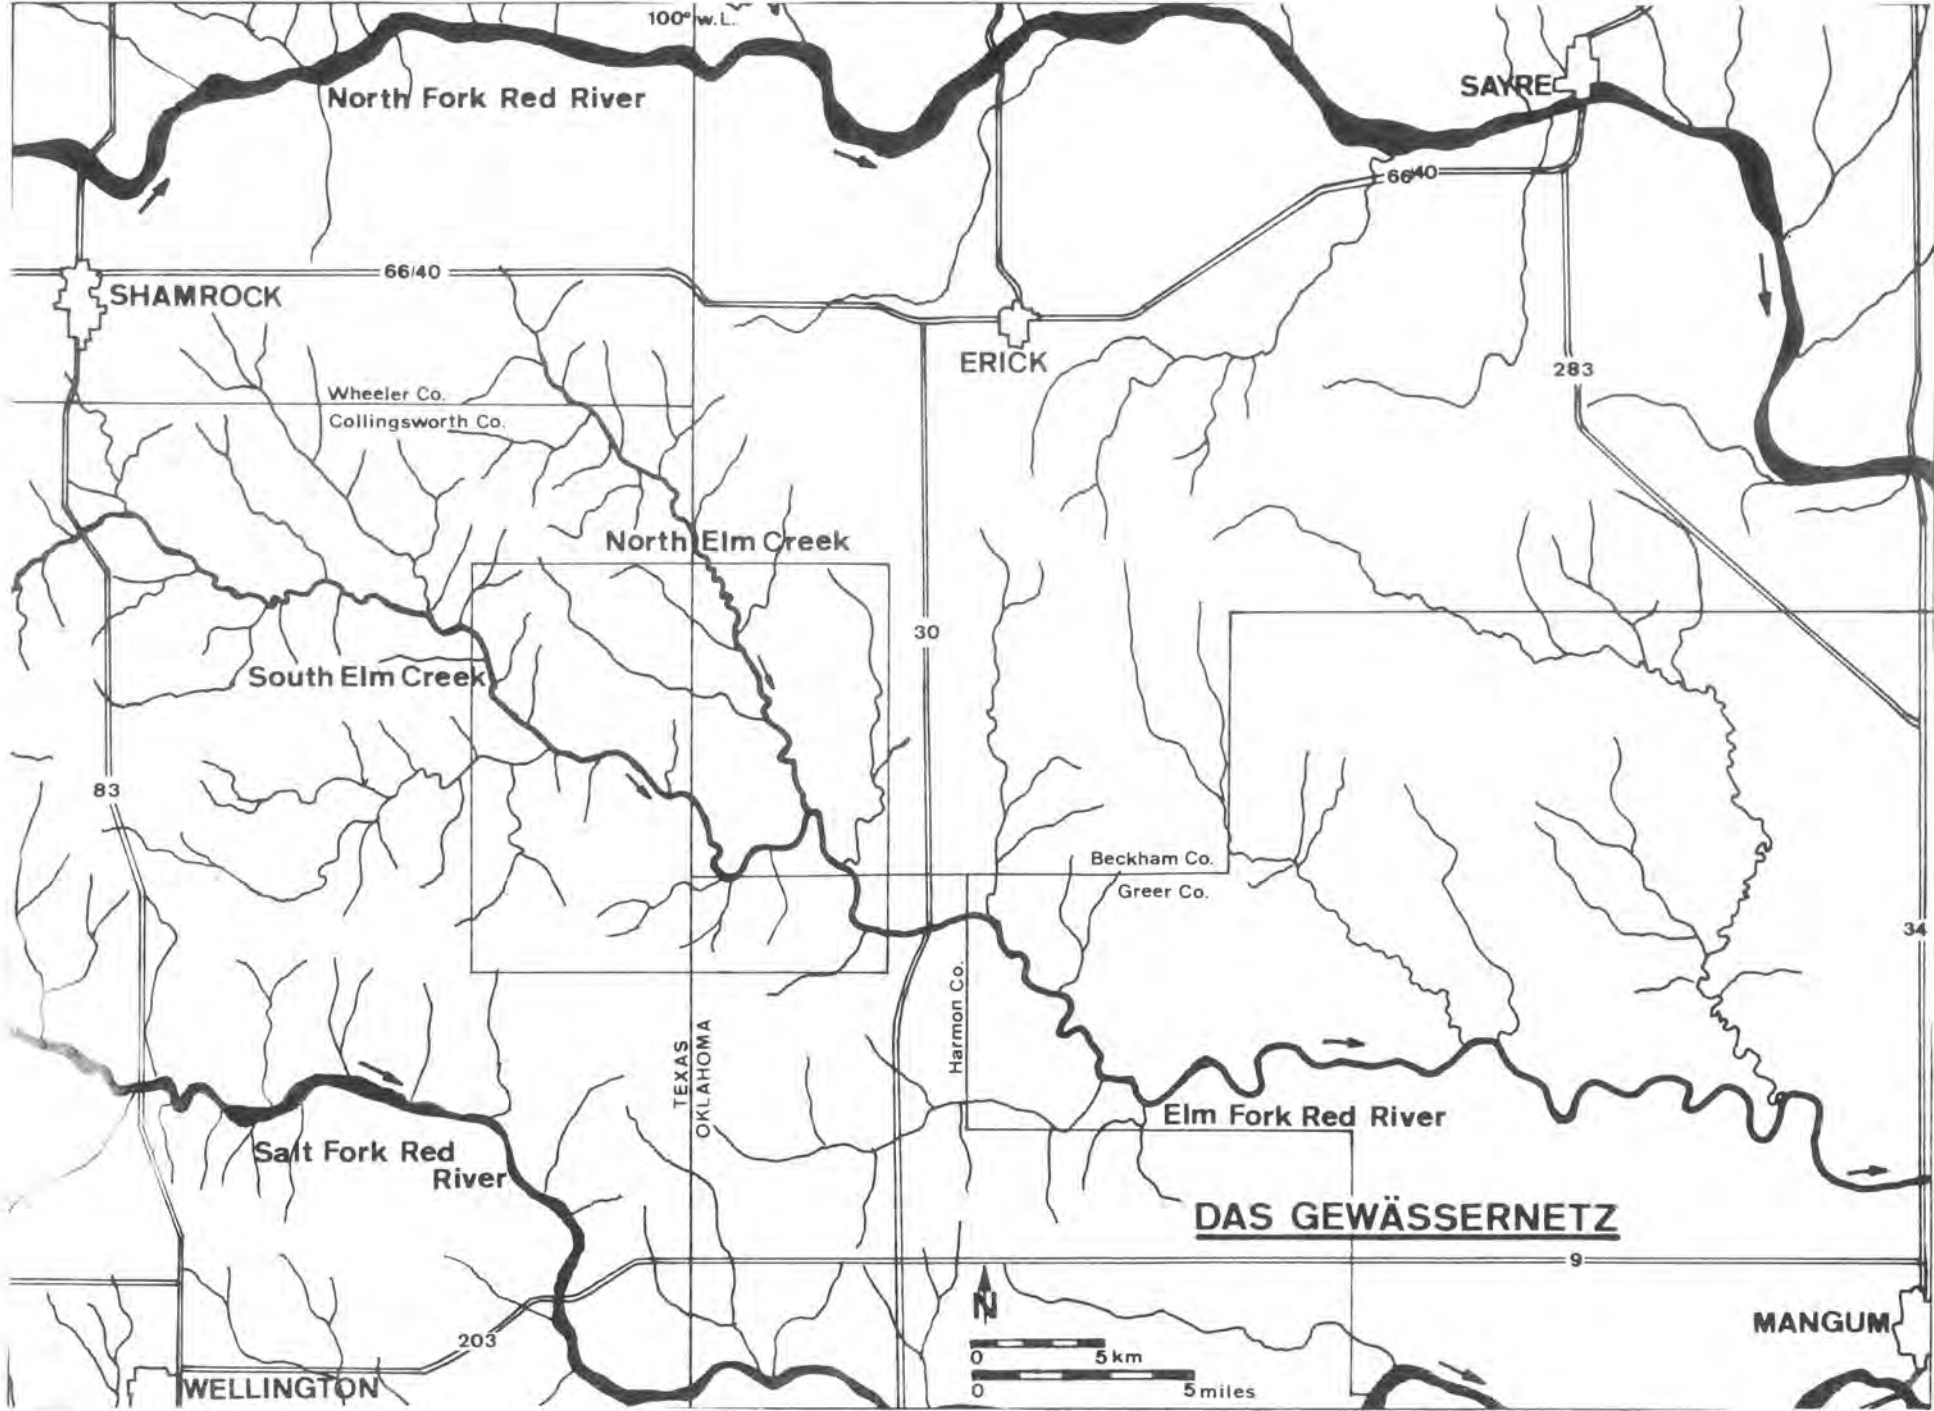 100° w.L.
SAYRE
North Fork Red River
66/40
66/40
SHAMROCK
ERICK
283
Wheeler Co.
Collingsworth Co.
North Elm Creek
30
South Elm Creek
83
Beckham Co.
Greer Co.
34
Harmon Co.
TEXAS
OKLAHOMA
Elm Fork Red River
Salt Fork Red
River
DAS GEWÄSSERNETZ
9
N
MANGUM
203
0 5 km
0 5 miles
WELLINGTON